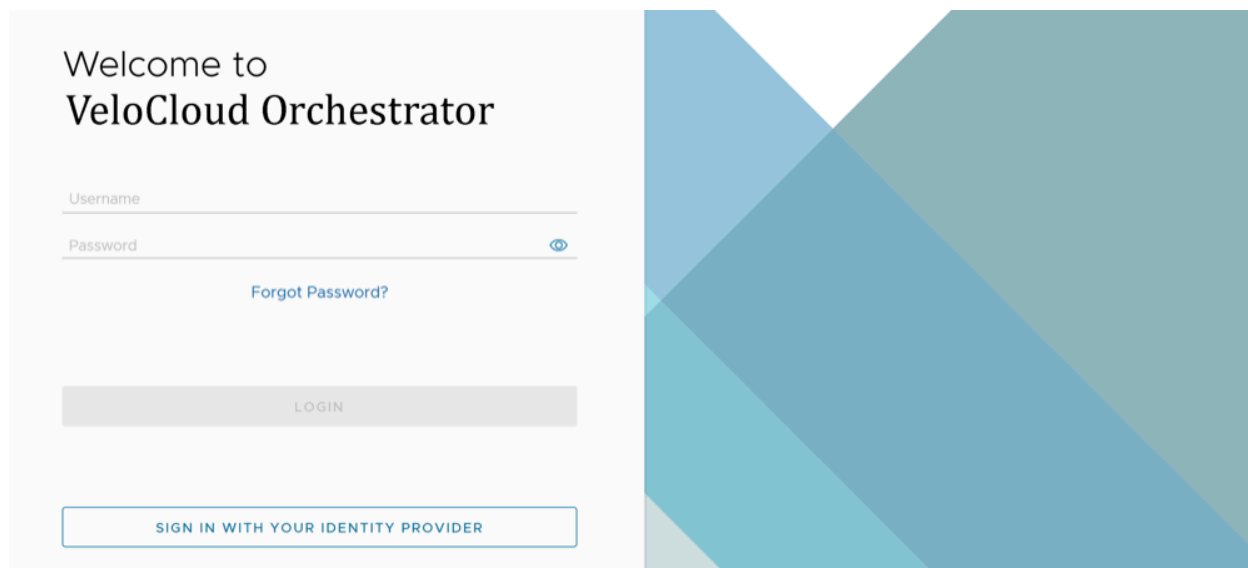 Welcome to
VeloCloud Orchestrator
Username
Password
Forgot Password?
LOGIN
SIGN IN WITH YOUR IDENTITY PROVIDER